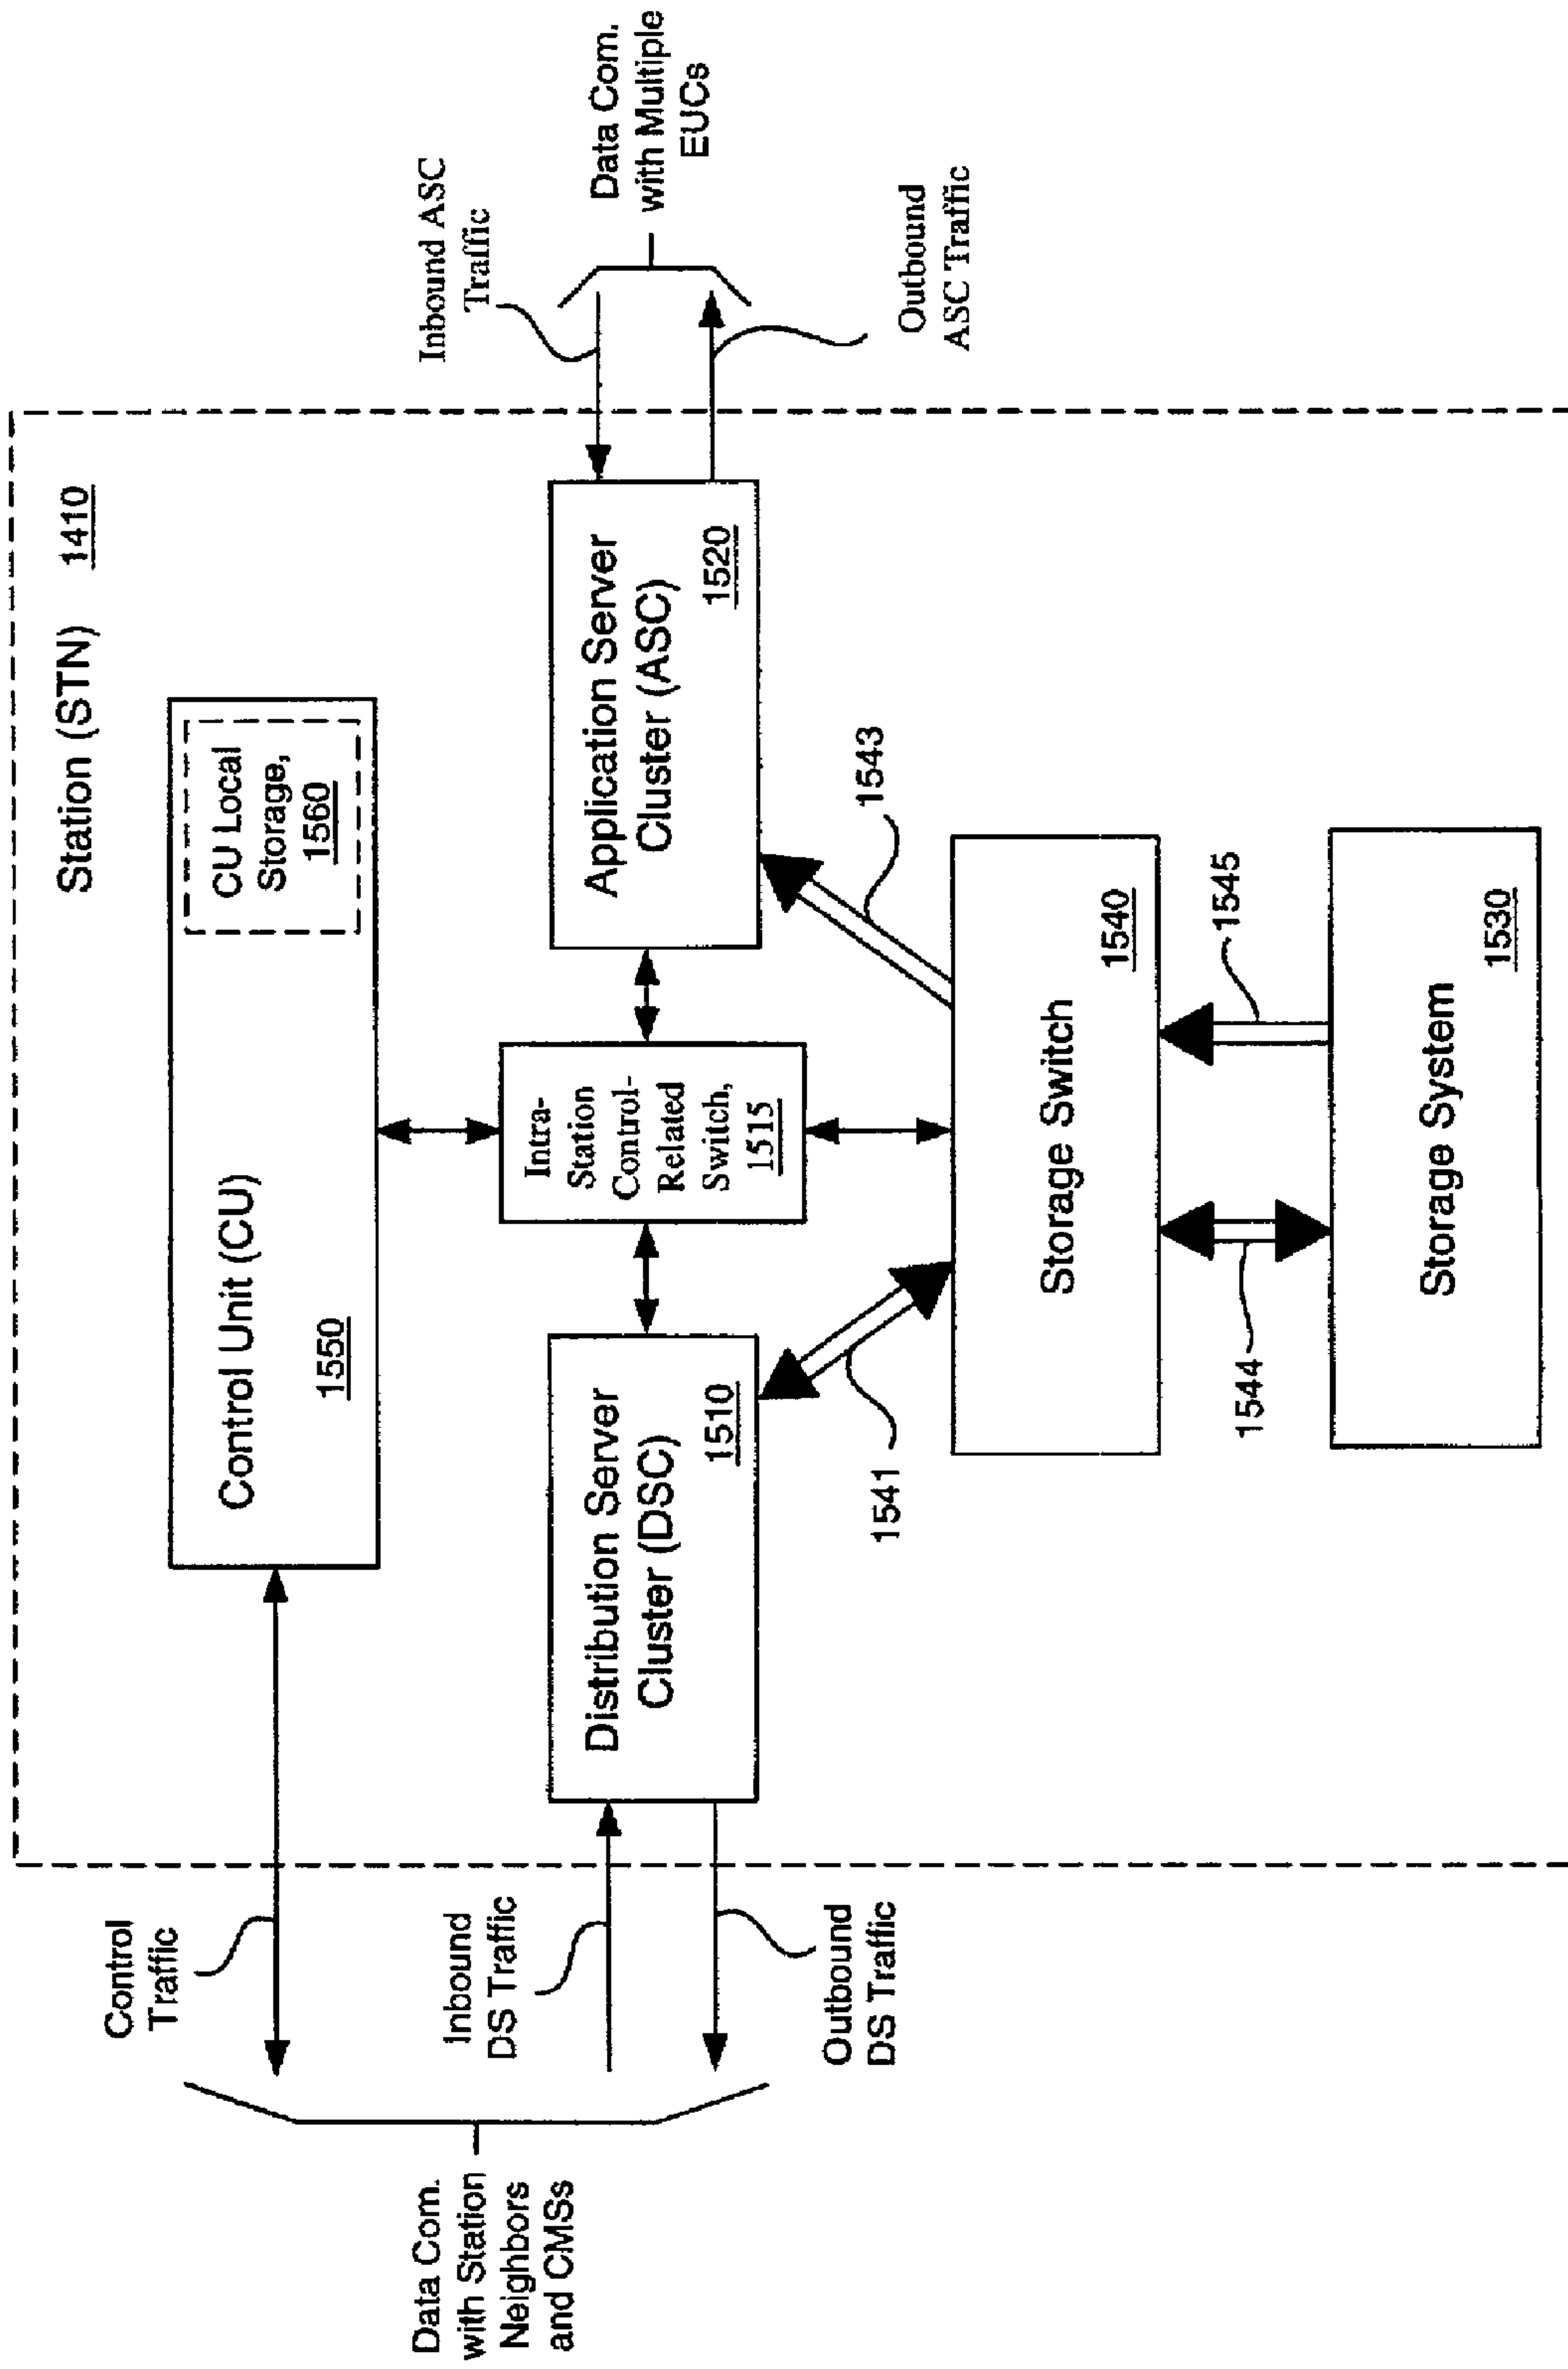 Station (STN) 1410
Control
Traffic
Control Unit (CU)
1550
CU Local
Storage,
1560
Data Com.
with Station
Neighbors
and CMSs
Inbound
DS Traffic
Outbound
DS Traffic
Distribution Server
Cluster (DSC)
1510
Intra-
Station
Control-
Related
Switch,
1515
Application Server
Cluster (ASC)
1520
Inbound ASC
Traffic
Outbound
ASC Traffic
Data Com.
with Multiple
EUCs
1541
1543
Storage Switch
1540
1544
1545
Storage System
1530